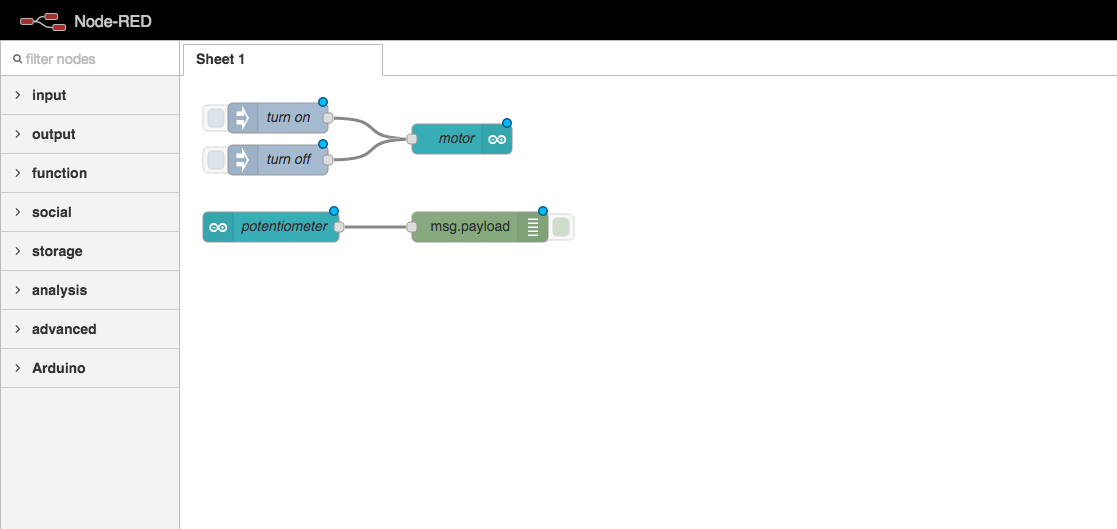 Node-RED
filter nodes
Sheet 1
input
output
function
social
storage
analysis
advanced
Arduino
turn on
motor
turn off
potentiometer
msg.payload